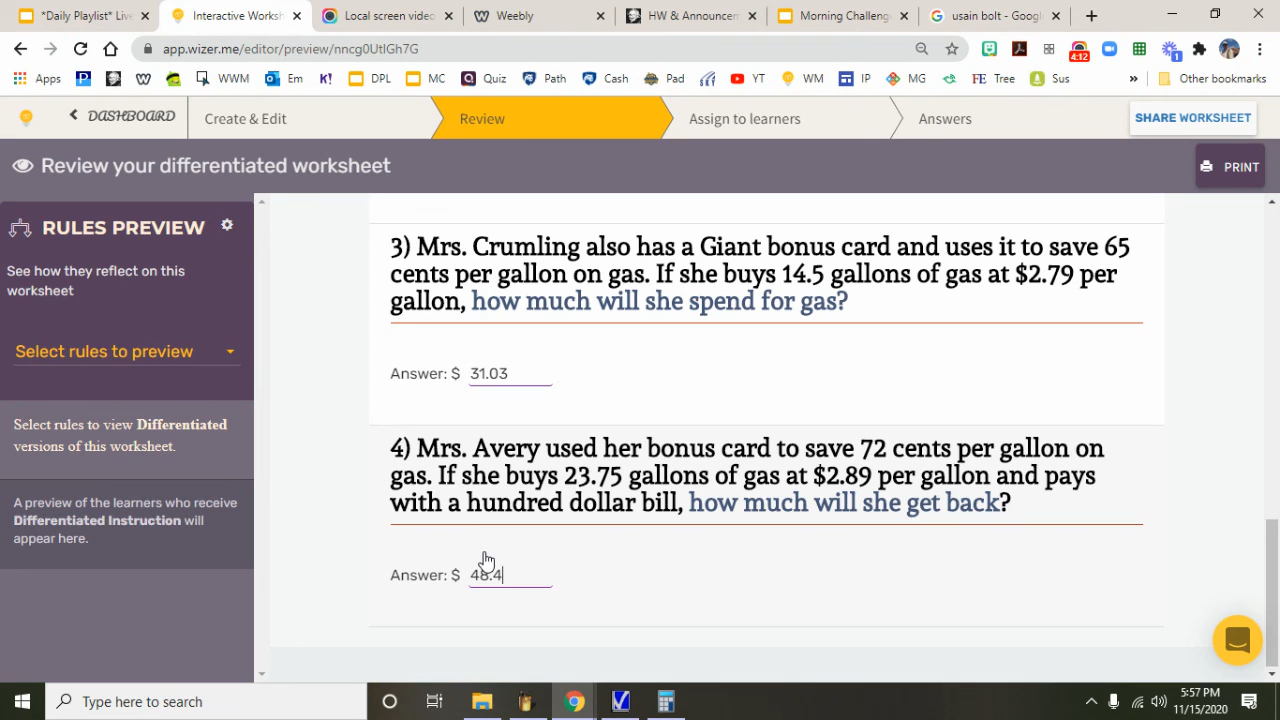 *Daily Playlist* Live
Interactive Worksh
Local screen video
Weebly
HW & Announcem
Morning Challeng
usain bolt - Google
app.wizer.me/editor/preview/nncg0UtIGh7G
4:12
1
Apps
WWM
Em
K!
DPL
MC
Quiz
Path
Cash
Pad
YT
WM
IP
MG
FE Tree
Sus
»
Other bookmarks
DASHBOARD
Create & Edit
Review
Assign to learners
Answers
SHARE WORKSHEET
Review your differentiated worksheet
PRINT
RULES PREVIEW
See how they reflect on this
worksheet
Select rules to preview
Select rules to view Differentiated
versions of this worksheet.
A preview of the learners who receive
Differentiated Instruction will
appear here.
3) Mrs. Crumling also has a Giant bonus card and uses it to save 65
cents per gallon on gas. If she buys 14.5 gallons of gas at $2.79 per
gallon, how much will she spend for gas?
Answer: $ 31.03
4) Mrs. Avery used her bonus card to save 72 cents per gallon on
gas. If she buys 23.75 gallons of gas at $2.89 per gallon and pays
with a hundred dollar bill, how much will she get back?
Answer: $ 48.4
Type here to search
5:57 PM
11/15/2020